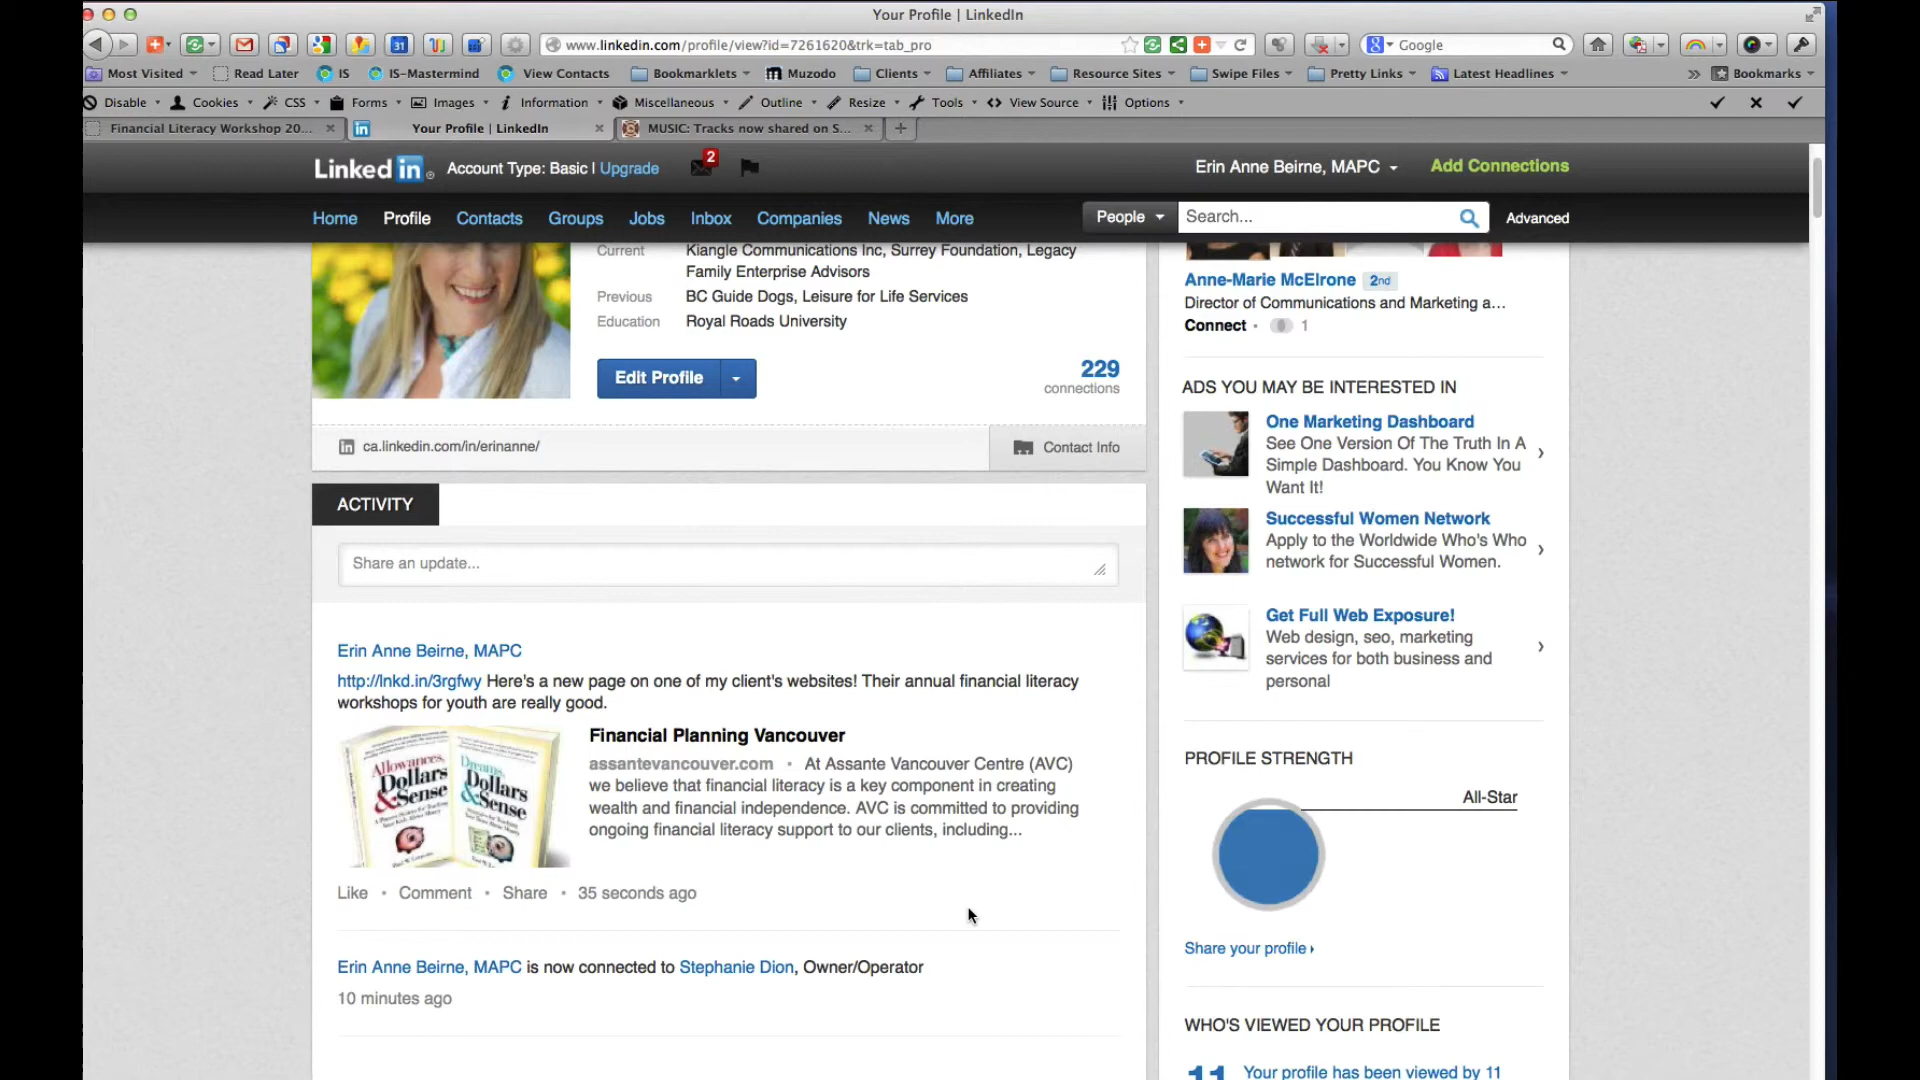 Your Profile | LinkedIn
www.linkedin.com/profile/view?id=7261620&trk=tab_pro
Google
Most Visited
Read Later
IS
IS-Mastermind
View Contacts
Bookmarklets
Muzodo
Clients
Affiliates
Resource Sites
Swipe Files
Pretty Links
Latest Headlines
Bookmarks
Disable
Cookies
CSS
Forms
Images
Information
Miscellaneous
Outline
Resize
Tools
View Source
Options
Financial Literacy Workshop 20...
Your Profile | LinkedIn
MUSIC: Tracks now shared on S...
Linked in
Account Type: Basic | Upgrade
2
Erin Anne Beirne, MAPC
Add Connections
Home
Profile
Contacts
Groups
Jobs
Inbox
Companies
News
More
People
Search...
Advanced
Current
Kiangle Communications Inc, Surrey Foundation, Legacy
Family Enterprise Advisors
Previous
BC Guide Dogs, Leisure for Life Services
Education
Royal Roads University
Edit Profile
229
connections
ca.linkedin.com/in/erinanne/
Contact Info
ACTIVITY
Share an update...
Erin Anne Beirne, MAPC
http://lnkd.in/3rgfwy Here's a new page on one of my client's websites! Their annual financial literacy
workshops for youth are really good.
Allowances,
Dollars
& Sense
Dreams,
Dollars
& Sense
Financial Planning Vancouver
assantevancouver.com • At Assante Vancouver Centre (AVC)
we believe that financial literacy is a key component in creating
wealth and financial independence. AVC is committed to providing
ongoing financial literacy support to our clients, including...
Like • Comment • Share • 35 seconds ago
Erin Anne Beirne, MAPC is now connected to Stephanie Dion, Owner/Operator
10 minutes ago
Anne-Marie McElrone 2nd
Director of Communications and Marketing a...
Connect • 1
ADS YOU MAY BE INTERESTED IN
One Marketing Dashboard
See One Version Of The Truth In A
Simple Dashboard. You Know You
Want It!
Successful Women Network
Apply to the Worldwide Who's Who
network for Successful Women.
Get Full Web Exposure!
Web design, seo, marketing
services for both business and
personal
PROFILE STRENGTH
All-Star
Share your profile
WHO'S VIEWED YOUR PROFILE
11
Your profile has been viewed by 11